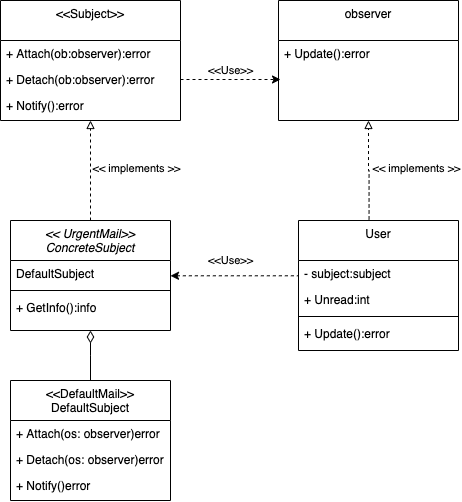 <<Subject>>
+ Attach(ob:observer):error
+ Detach(ob:observer):error
+ Notify():error
observer
+ Update():error
<<Use>>
<< implements >>
<< implements >>
<< UrgentMail>>
ConcreteSubject
DefaultSubject
+ GetInfo():info
<<Use>>
User
- subject:subject
+ Unread:int
+ Update():error
<<DefaultMail>>
DefaultSubject
+ Attach(os: observer)error
+ Detach(os: observer)error
+ Notify()error